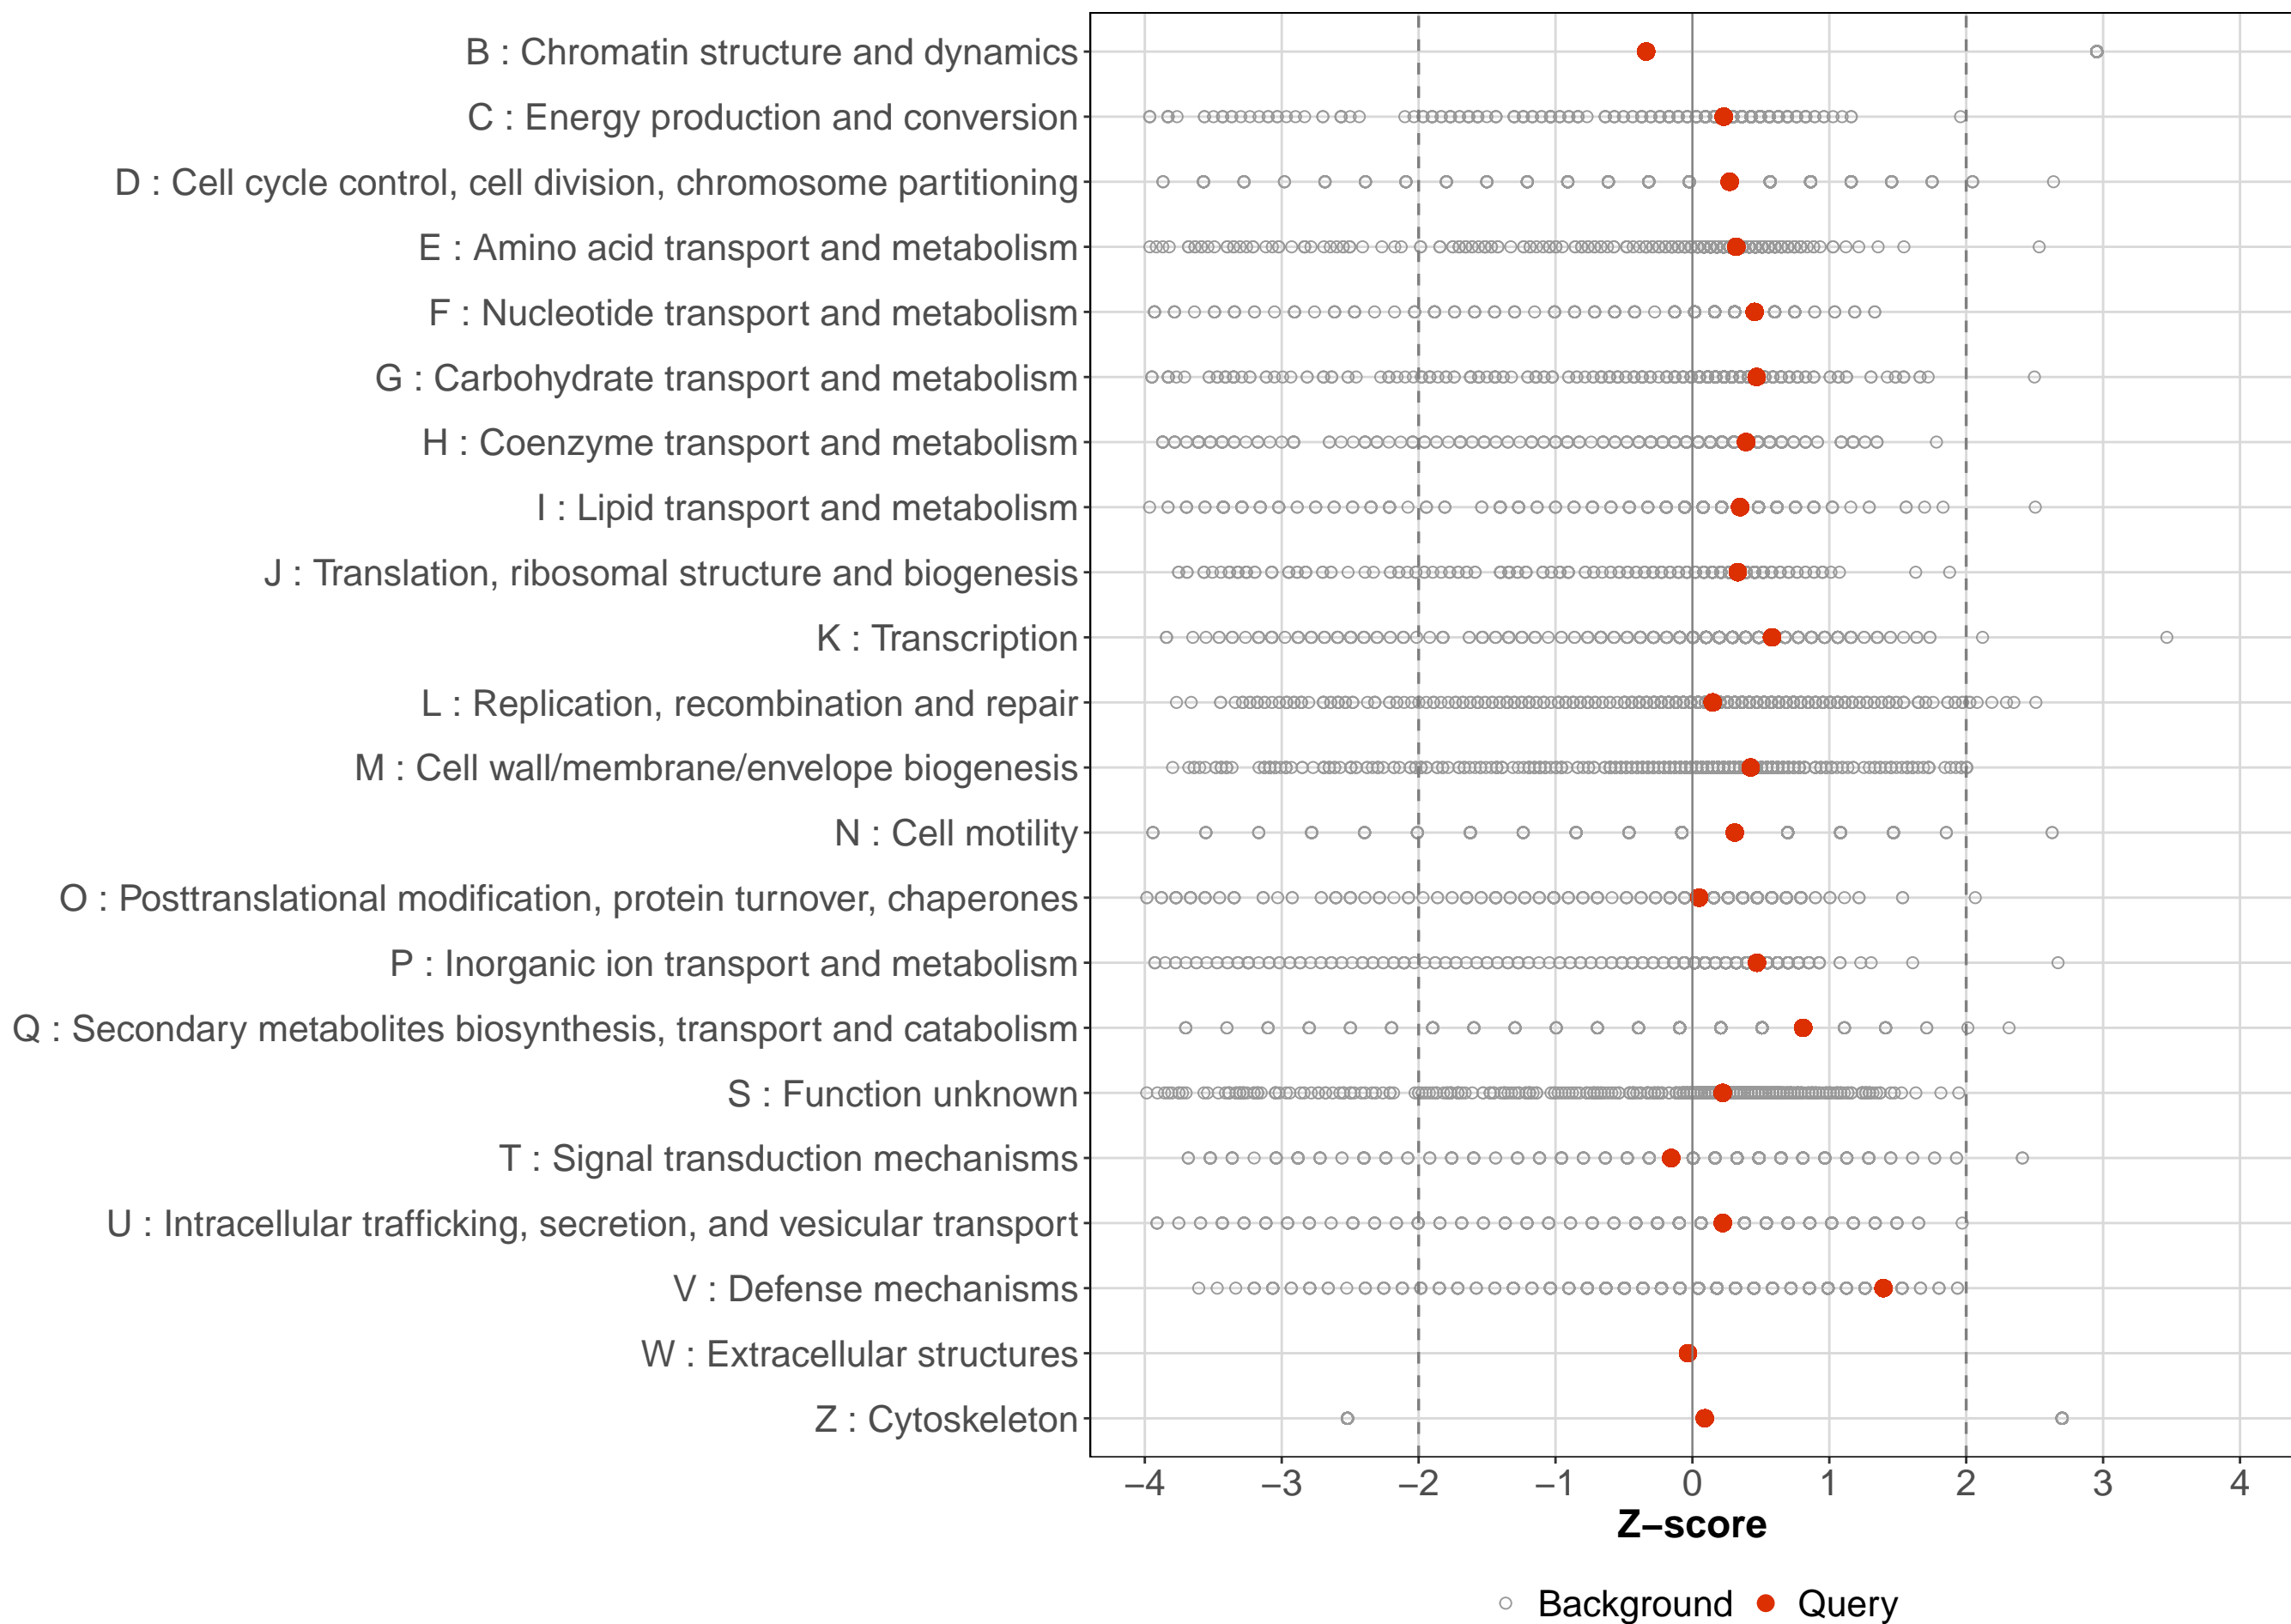 B : Chromatin structure and dynamics
C : Energy production and conversion
D : Cell cycle control, cell division, chromosome partitioning
E : Amino acid transport and metabolism
F : Nucleotide transport and metabolism
G : Carbohydrate transport and metabolism
H : Coenzyme transport and metabolism
I : Lipid transport and metabolism
J : Translation, ribosomal structure and biogenesis
K : Transcription
L : Replication, recombination and repair
M : Cell wall/membrane/envelope biogenesis
N : Cell motility
O : Posttranslational modification, protein turnover, chaperones
P : Inorganic ion transport and metabolism
Q : Secondary metabolites biosynthesis, transport and catabolism
S : Function unknown
T : Signal transduction mechanisms
U : Intracellular trafficking, secretion, and vesicular transport
V : Defense mechanisms
W : Extracellular structures
Z : Cytoskeleton
−4 −3 −2 −1 0 1 2 3 4
Z−score
Background Query